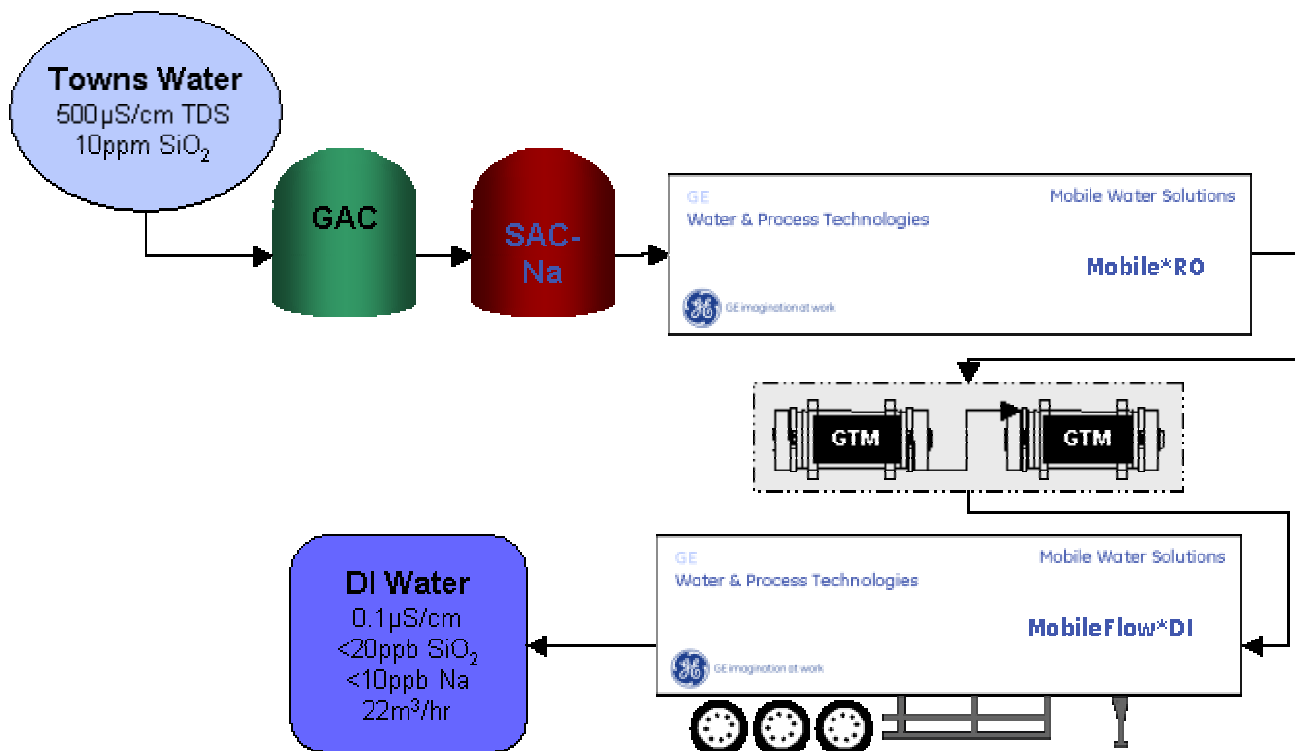 Towns Water
500µS/cm TDS
10ppm SiO₂
GAC
SAC-
Na
GE
Mobile Water Solutions
Water & Process Technologies
Mobile*RO
GE imagination at work
GTM
GTM
GE
Mobile Water Solutions
Water & Process Technologies
MobileFlow*DI
GE imagination at work
DI Water
0.1µS/cm
<20ppb SiO₂
<10ppb Na
22m³/hr